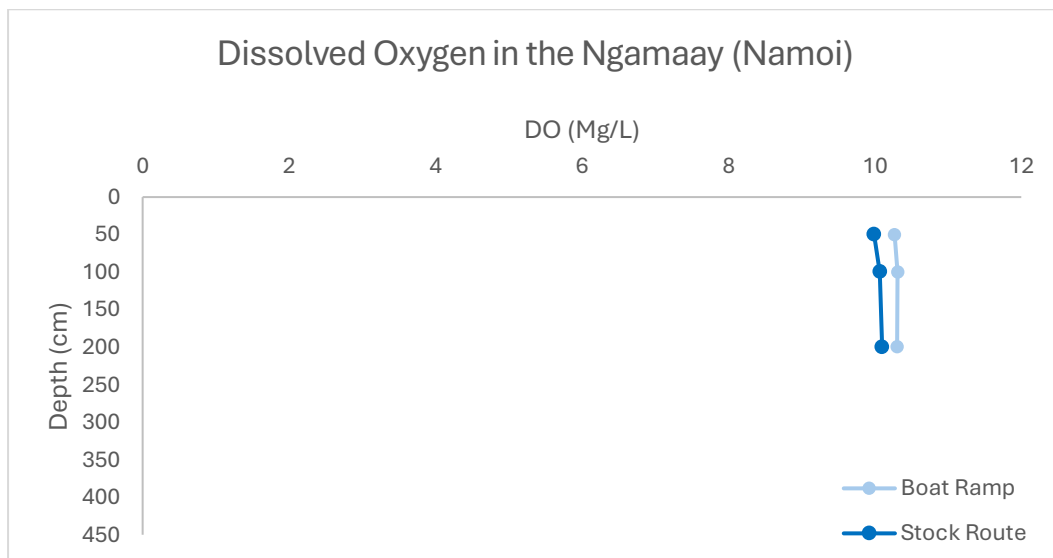 Dissolved Oxygen in the Ngamaay (Namoi)
DO (Mg/L)
0 2 4 6 8 10 12
0
50
100
150
200
250
300
350
400
450
Depth (cm)
Boat Ramp
Stock Route